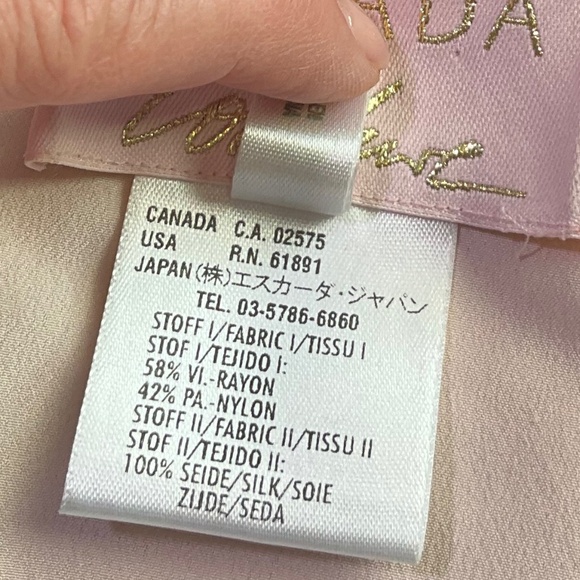 ADA
Couture
CANADA C.A. 02575
USA R.N. 61891
JAPAN (株)エスカーダ・ジャパン
TEL. 03-5786-6860
STOFF I/FABRIC I/TISSU I
STOF I/TEJIDO I:
58% VI.-RAYON
42% PA.-NYLON
STOFF II/FABRIC II/TISSU II
STOF II/TEJIDO II:
100% SEIDE/SILK/SOIE
ZIJDE/SEDA